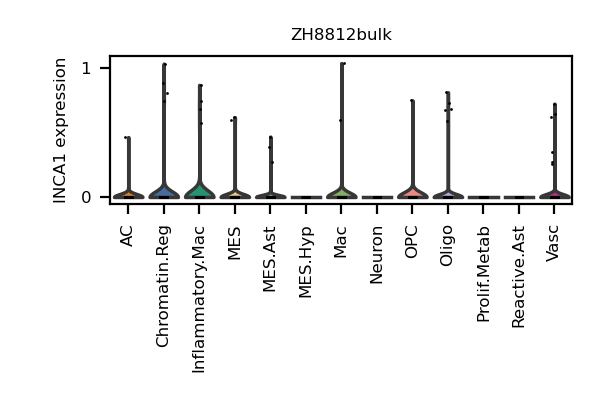 ZH8812bulk
INCA1 expression
1
0
AC
Chromatin.Reg
Inflammatory.Mac
MES
MES.Ast
MES.Hyp
Mac
Neuron
OPC
Oligo
Prolif.Metab
Reactive.Ast
Vasc